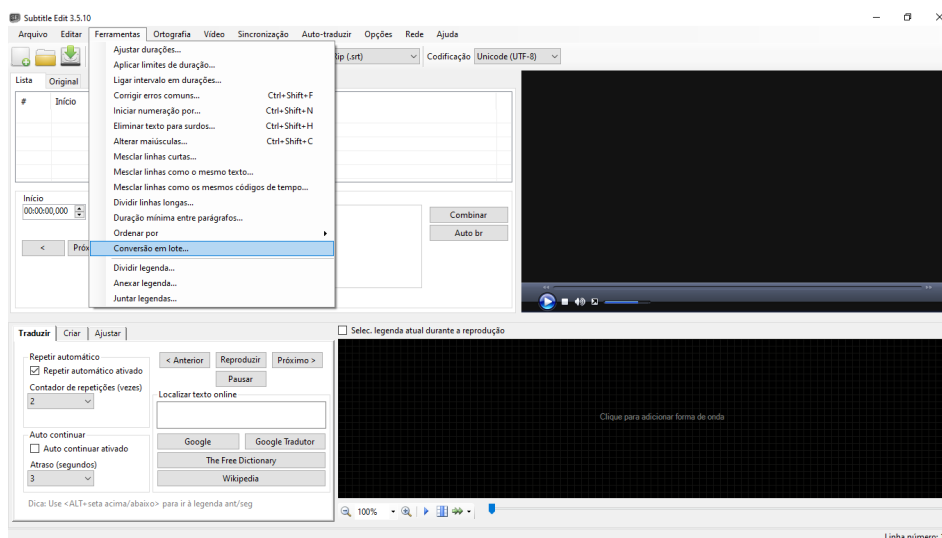 Subtitle Edit 3.5.10
Arquivo Editar Ferramentas Ortografia Vídeo Sincronização Auto-traduzir Opções Rede Ajuda
Ajustar durações...
(.srt) Codificação Unicode (UTF-8)
Aplicar limites de duração...
Lista Original
Ligar intervalo em durações...
# Início
Corrigir erros comuns... Ctrl+Shift+F
Iniciar numeração por... Ctrl+Shift+N
Eliminar texto para surdos... Ctrl+Shift+H
Alterar maiúsculas... Ctrl+Shift+C
Mesclar linhas curtas...
Mesclar linhas como o mesmo texto...
Mesclar linhas como os mesmos códigos de tempo...
Dividir linhas longas...
Duração mínima entre parágrafos...
Ordenar por
Conversão em lote...
Dividir legenda...
Anexar legenda...
Juntar legendas...
Início
00:00:00,000
< Próx
Combinar
Auto br
Traduzir Criar Ajustar
Selec. legenda atual durante a reprodução
Repetir automático
Repetir automático ativado
Contador de repetições (vezes)
2
Auto continuar
Auto continuar ativado
Atraso (segundos)
3
< Anterior Reproduzir Próximo >
Pausar
Localizar texto online
Google Google Tradutor
The Free Dictionary
Wikipedia
Dica: Use <ALT+seta acima/abaixo> para ir à legenda ant/seg
Clique para adicionar forma de onda
100%
Linha número: